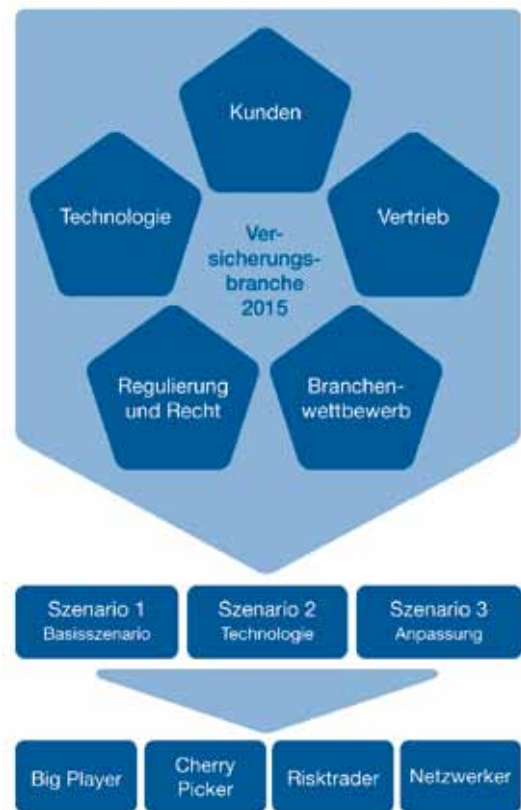 Kunden
Technologie
Vertrieb
Ver-
sicherungs-
branche
2015
Regulierung
und Recht
Branchen-
wettbewerb
Szenario 1
Basisszenario
Szenario 2
Technologie
Szenario 3
Anpassung
Big Player
Cherry
Picker
Risktrader
Netzwerker